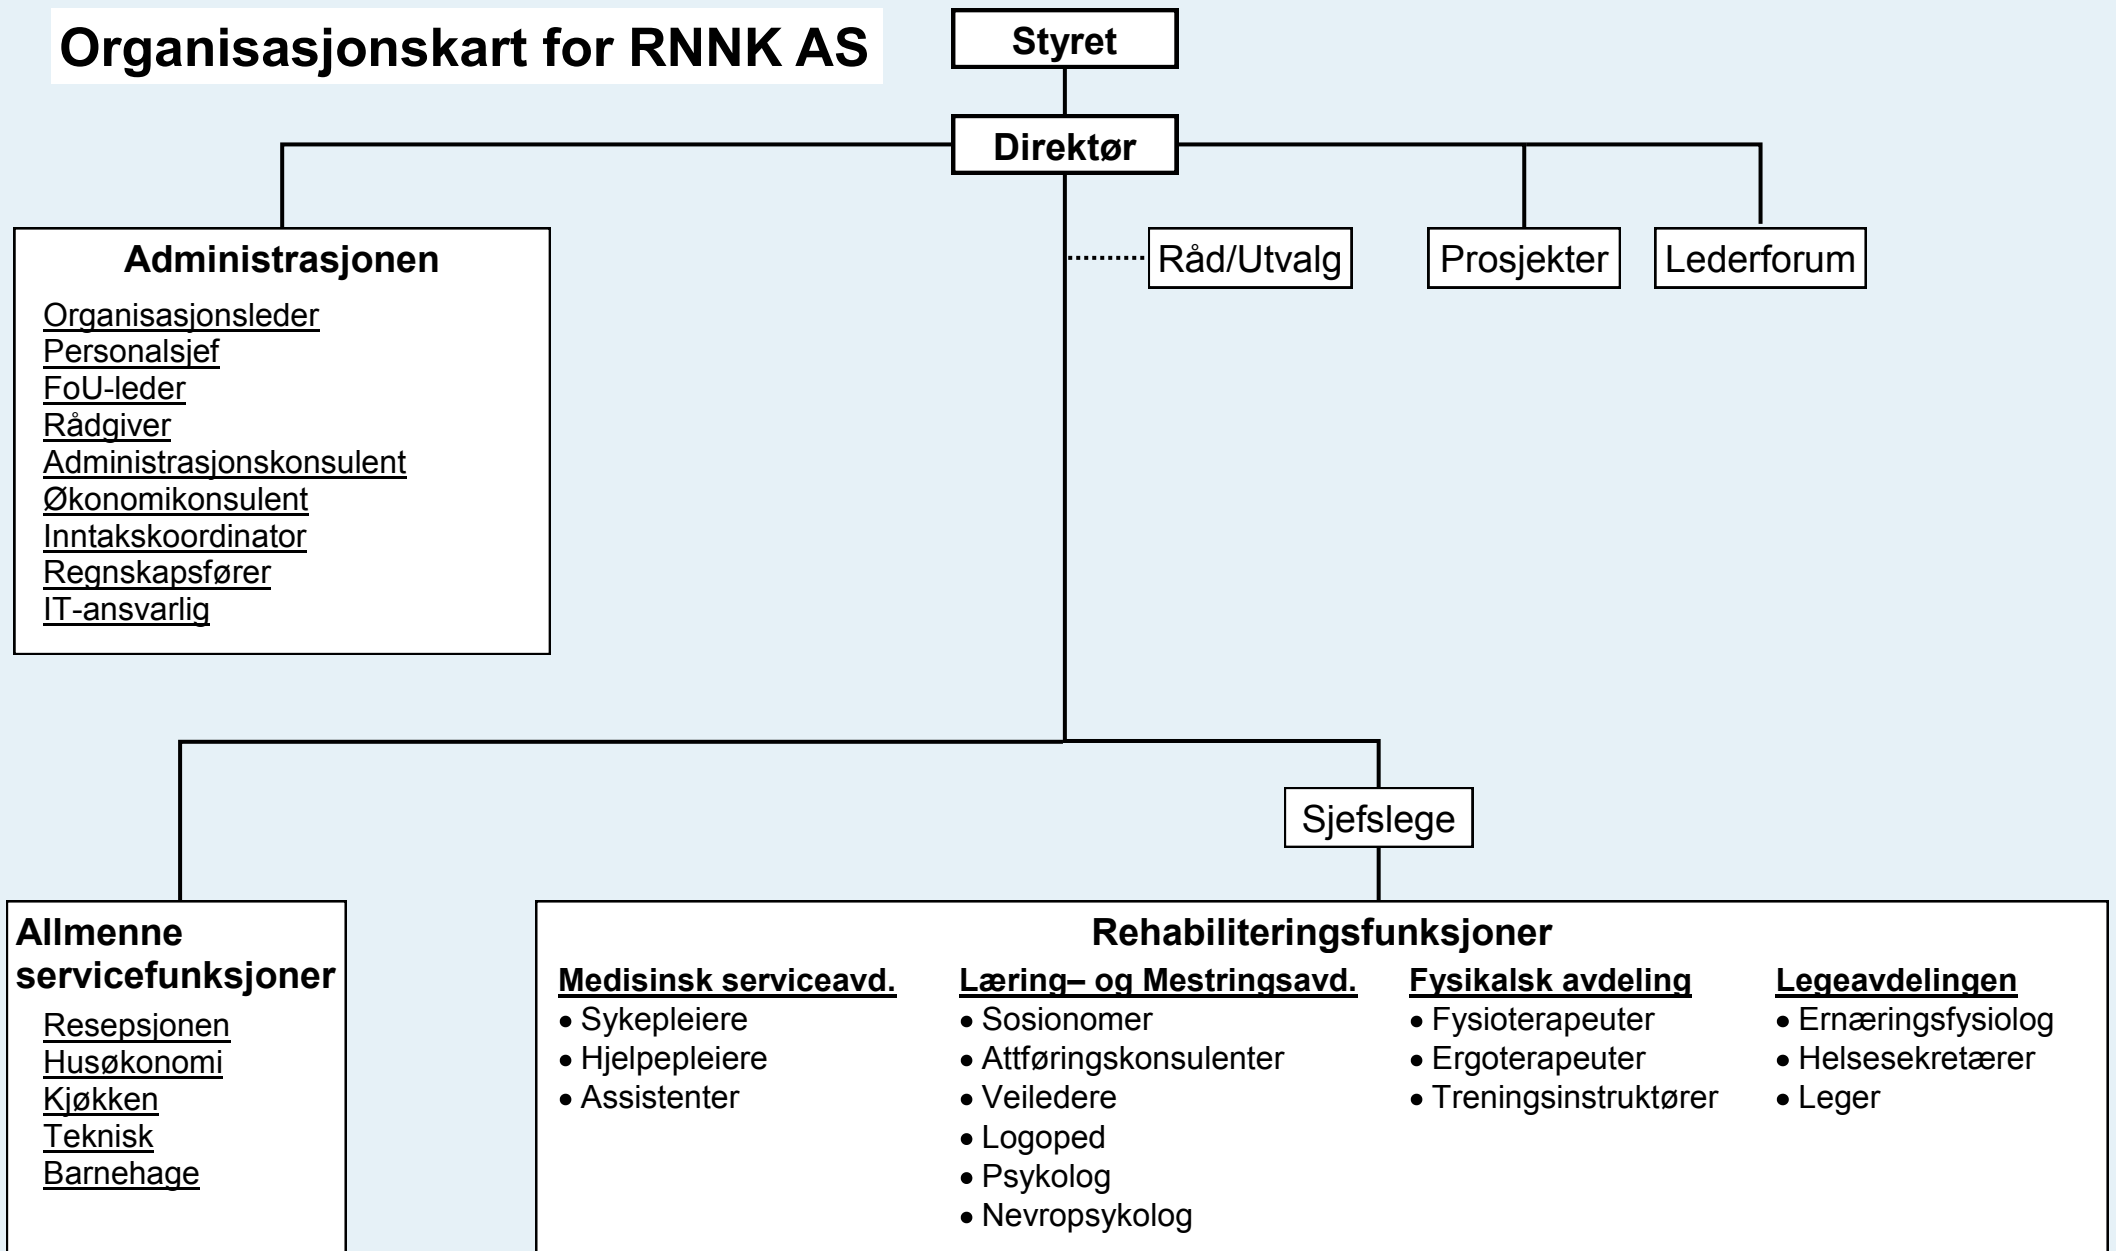 Organisasjonskart for RNNK AS
Styret
Direktør
Administrasjonen
Organisasjonsleder
Personalsjef
FoU-leder
Rådgiver
Administrasjonskonsulent
Økonomikonsulent
Inntakskoordinator
Regnskapsfører
IT-ansvarlig
Råd/Utvalg
Prosjekter
Lederforum
Sjefslege
Allmenne
servicefunksjoner
Resepsjonen
Husøkonomi
Kjøkken
Teknisk
Barnehage
Rehabiliteringsfunksjoner
Medisinsk serviceavd.
• Sykepleiere
• Hjelpepleiere
• Assistenter
Læring– og Mestringsavd.
• Sosionomer
• Attføringskonsulenter
• Veiledere
• Logoped
• Psykolog
• Nevropsykolog
Fysikalsk avdeling
• Fysioterapeuter
• Ergoterapeuter
• Treningsinstruktører
Legeavdelingen
• Ernæringsfysiolog
• Helsesekretærer
• Leger